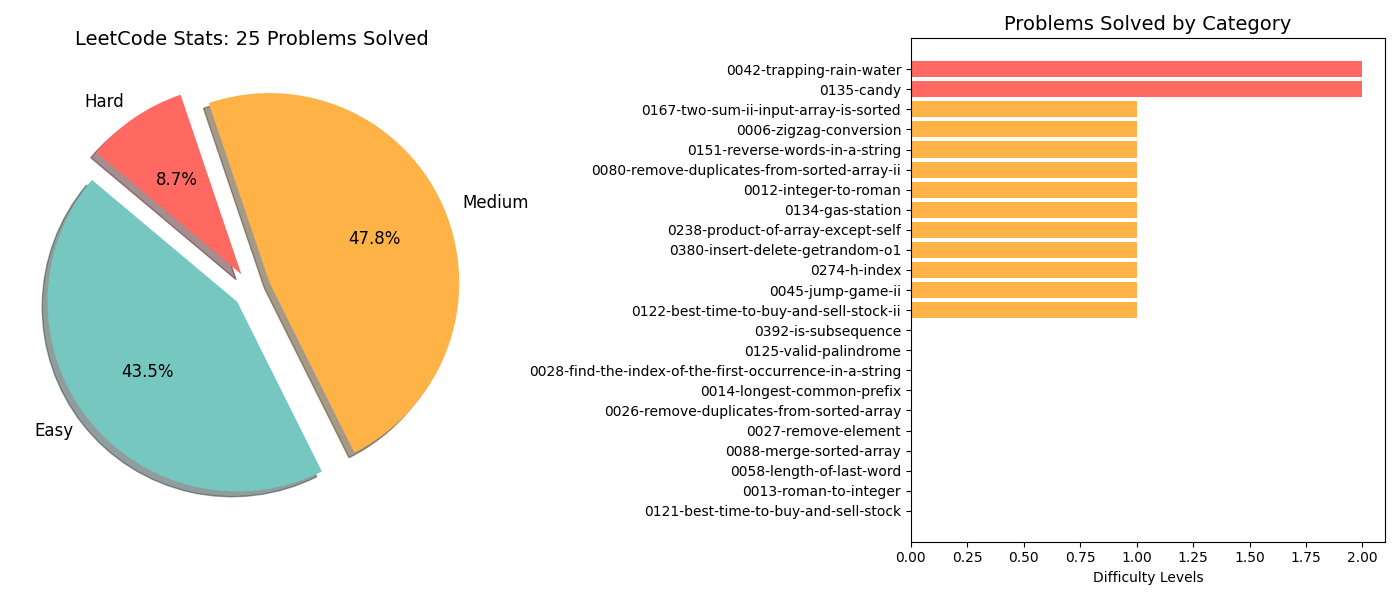 LeetCode Stats: 25 Problems Solved
Hard
8.7%
Medium
47.8%
43.5%
Easy
Problems Solved by Category
0042-trapping-rain-water
0135-candy
0167-two-sum-ii-input-array-is-sorted
0006-zigzag-conversion
0151-reverse-words-in-a-string
0080-remove-duplicates-from-sorted-array-ii
0012-integer-to-roman
0134-gas-station
0238-product-of-array-except-self
0380-insert-delete-getrandom-o1
0274-h-index
0045-jump-game-ii
0122-best-time-to-buy-and-sell-stock-ii
0392-is-subsequence
0125-valid-palindrome
0028-find-the-index-of-the-first-occurrence-in-a-string
0014-longest-common-prefix
0026-remove-duplicates-from-sorted-array
0027-remove-element
0088-merge-sorted-array
0058-length-of-last-word
0013-roman-to-integer
0121-best-time-to-buy-and-sell-stock
0.00 0.25 0.50 0.75 1.00 1.25 1.50 1.75 2.00
Difficulty Levels